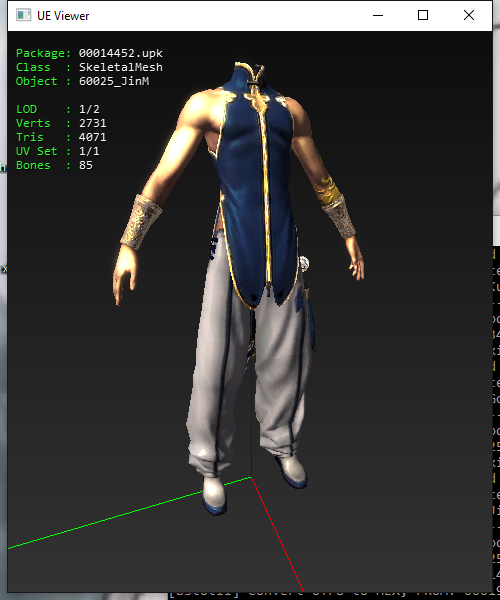 UE Viewer
Package: 00014452.upk
Class : SkeletalMesh
Object : 60025_JinM
LOD : 1/2
Verts : 2731
Tris : 4071
UV Set : 1/1
Bones : 85